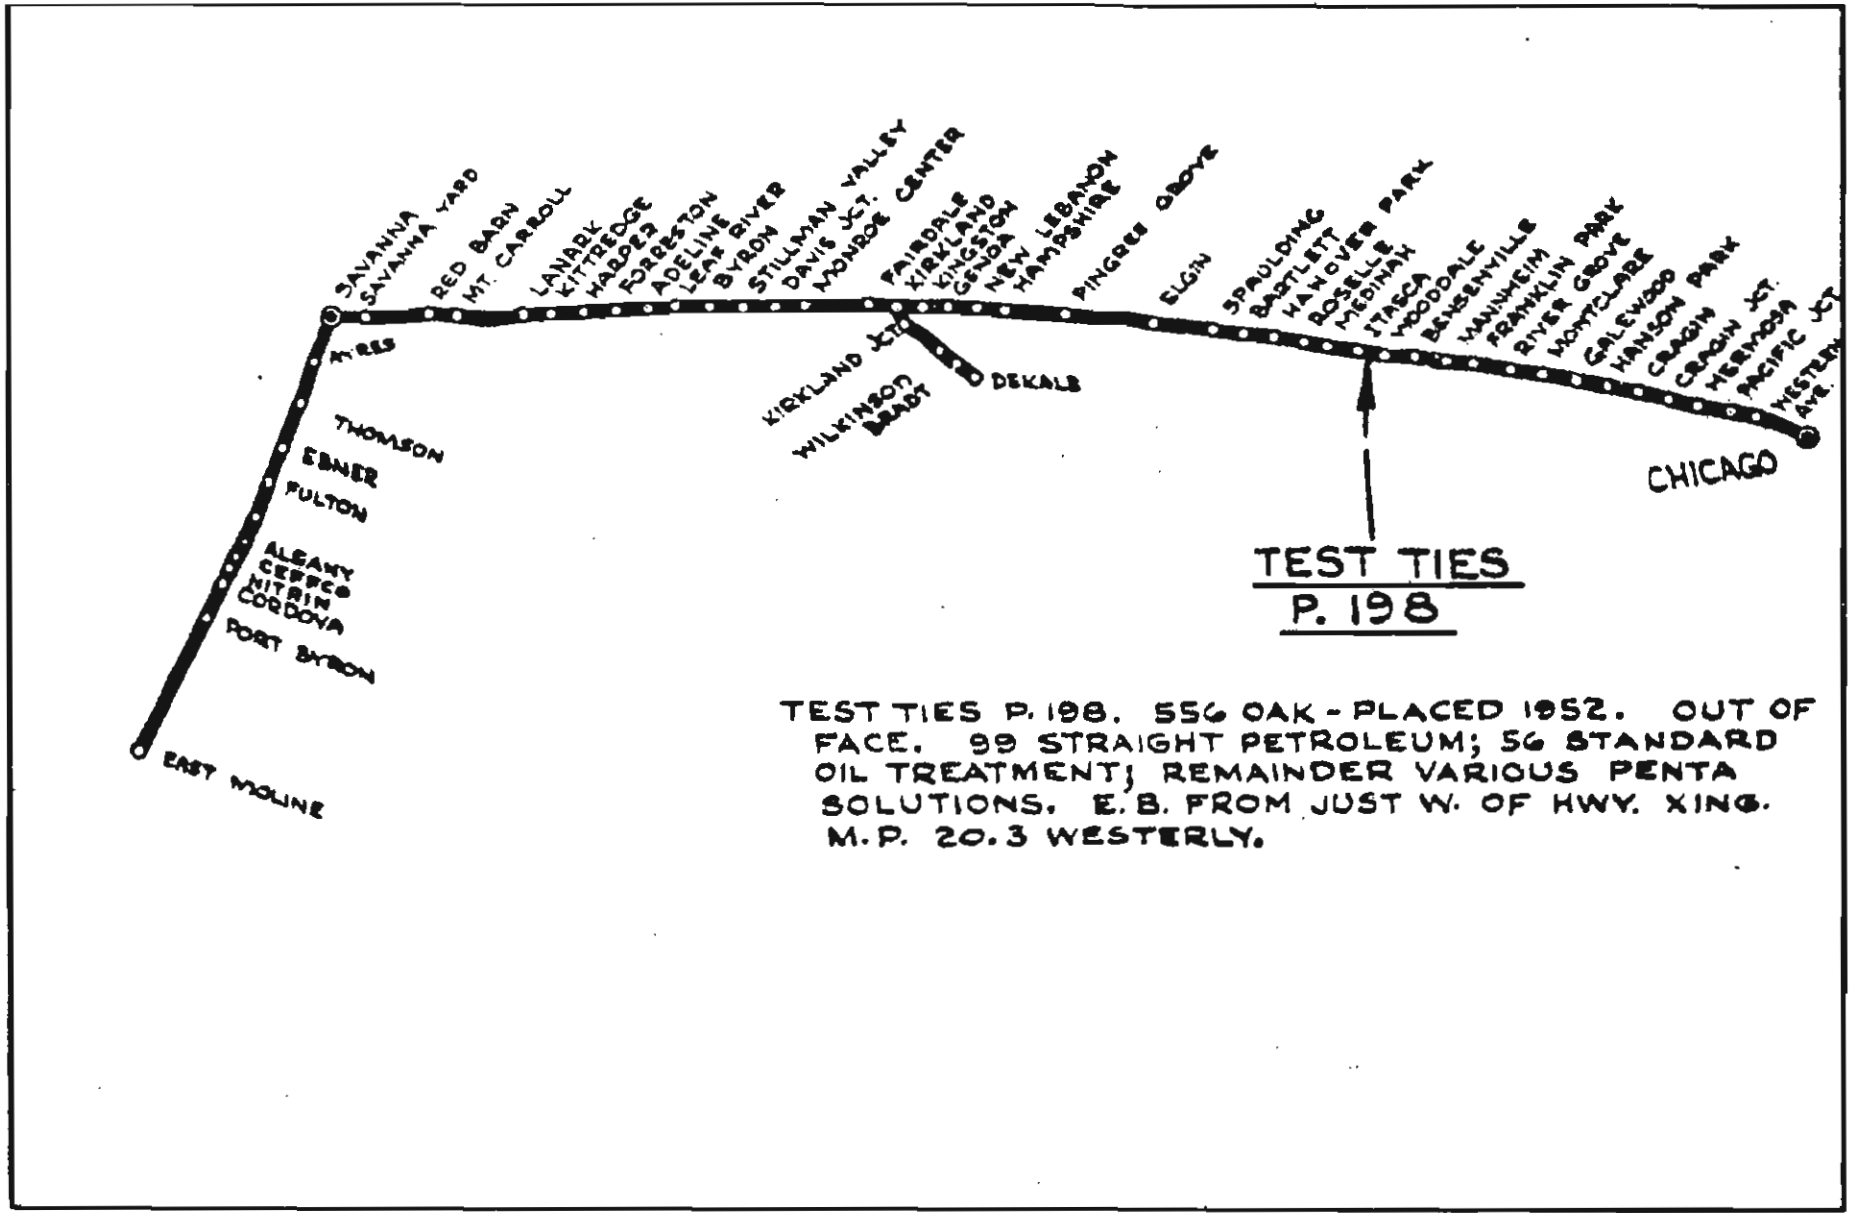 SAVANNA
SAVANNA YARD
RED BARN
MT. CARROLL
LANARK
KITTREDGE
HARPER
FORRESTON
ADELINE
LEAF RIVER
BYRON
STILLMAN VALLEY
DAVIS JCT.
MONROE CENTER
FAIRDALE
KIRKLAND
KINGSTON
GENOA
NEW LEBANON
HAMPSHIRE
PINGREE GROVE
ELGIN
SPAULDING
BARTLETT
HANOVER PARK
ROSELLE
MEDINAH
ITASCA
WOODDALE
BENSENVILLE
MANNHEIM
FRANKLIN PARK
RIVER GROVE
MONTCLARE
GALEWOOD
HANSON PARK
CRAGIN
CRAGIN JCT.
HERMOSA
PACIFIC JCT.
WESTERN
AVE.
CHICAGO
KIRKLAND JCT.
WILKINSON
BRADT
DEKALB
AYRES
THOMSON
EBNER
FULTON
ALBANY
CEFFCO
NITRIN
CORDOVA
PORT BYRON
EAST MOLINE
TEST TIES
P. 198
TEST TIES P. 198. 556 OAK - PLACED 1952. OUT OF
FACE. 99 STRAIGHT PETROLEUM; 56 STANDARD
OIL TREATMENT; REMAINDER VARIOUS PENTA
SOLUTIONS. E.B. FROM JUST W. OF HWY. XING.
M.P. 20.3 WESTERLY.